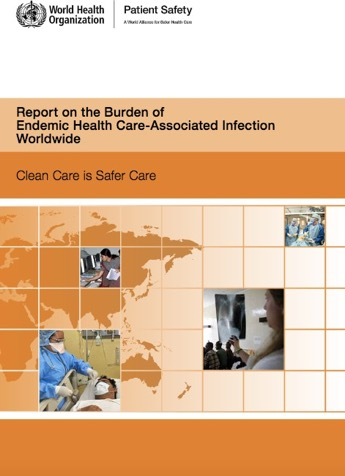 World Health
Organization
Patient Safety
A World Alliance for Safer Health Care
Report on the Burden of
Endemic Health Care-Associated Infection
Worldwide
Clean Care is Safer Care